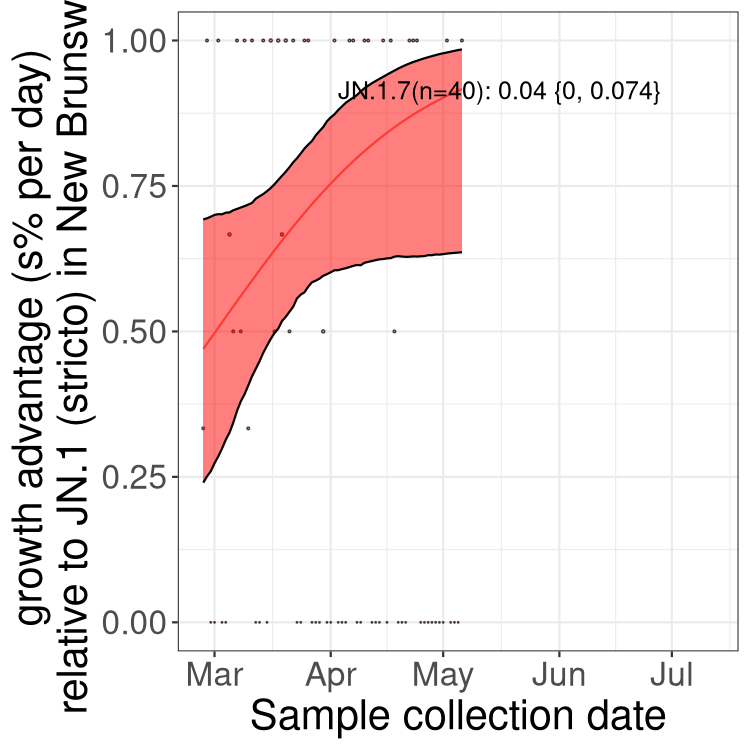 growth advantage (s% per day)
relative to JN.1 (stricto) in New Brunsw
1.00
0.75
0.50
0.25
0.00
JN.1.7(n=40): 0.04 {0, 0.074}
Mar Apr May Jun Jul
Sample collection date